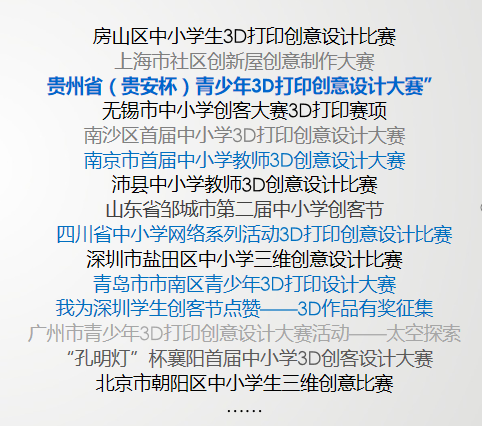 房山区中小学生3D打印创意设计比赛
上海市社区创新屋创意制作大赛
贵州省（贵安杯）青少年3D打印创意设计大赛”
无锡市中小学创客大赛3D打印赛项
南沙区首届中小学3D打印创意设计大赛
南京市首届中小学教师3D创意设计大赛
沛县中小学教师3D创意设计比赛
山东省邹城市第二届中小学创客节
四川省中小学网络系列活动3D打印创意设计比赛
深圳市盐田区中小学三维创意设计比赛
青岛市市南区青少年3D打印设计大赛
我为深圳学生创客节点赞——3D作品有奖征集
广州市青少年3D打印创意设计大赛活动——太空探索
“孔明灯”杯襄阳首届中小学3D创客设计大赛
北京市朝阳区中小学生三维创意比赛
……